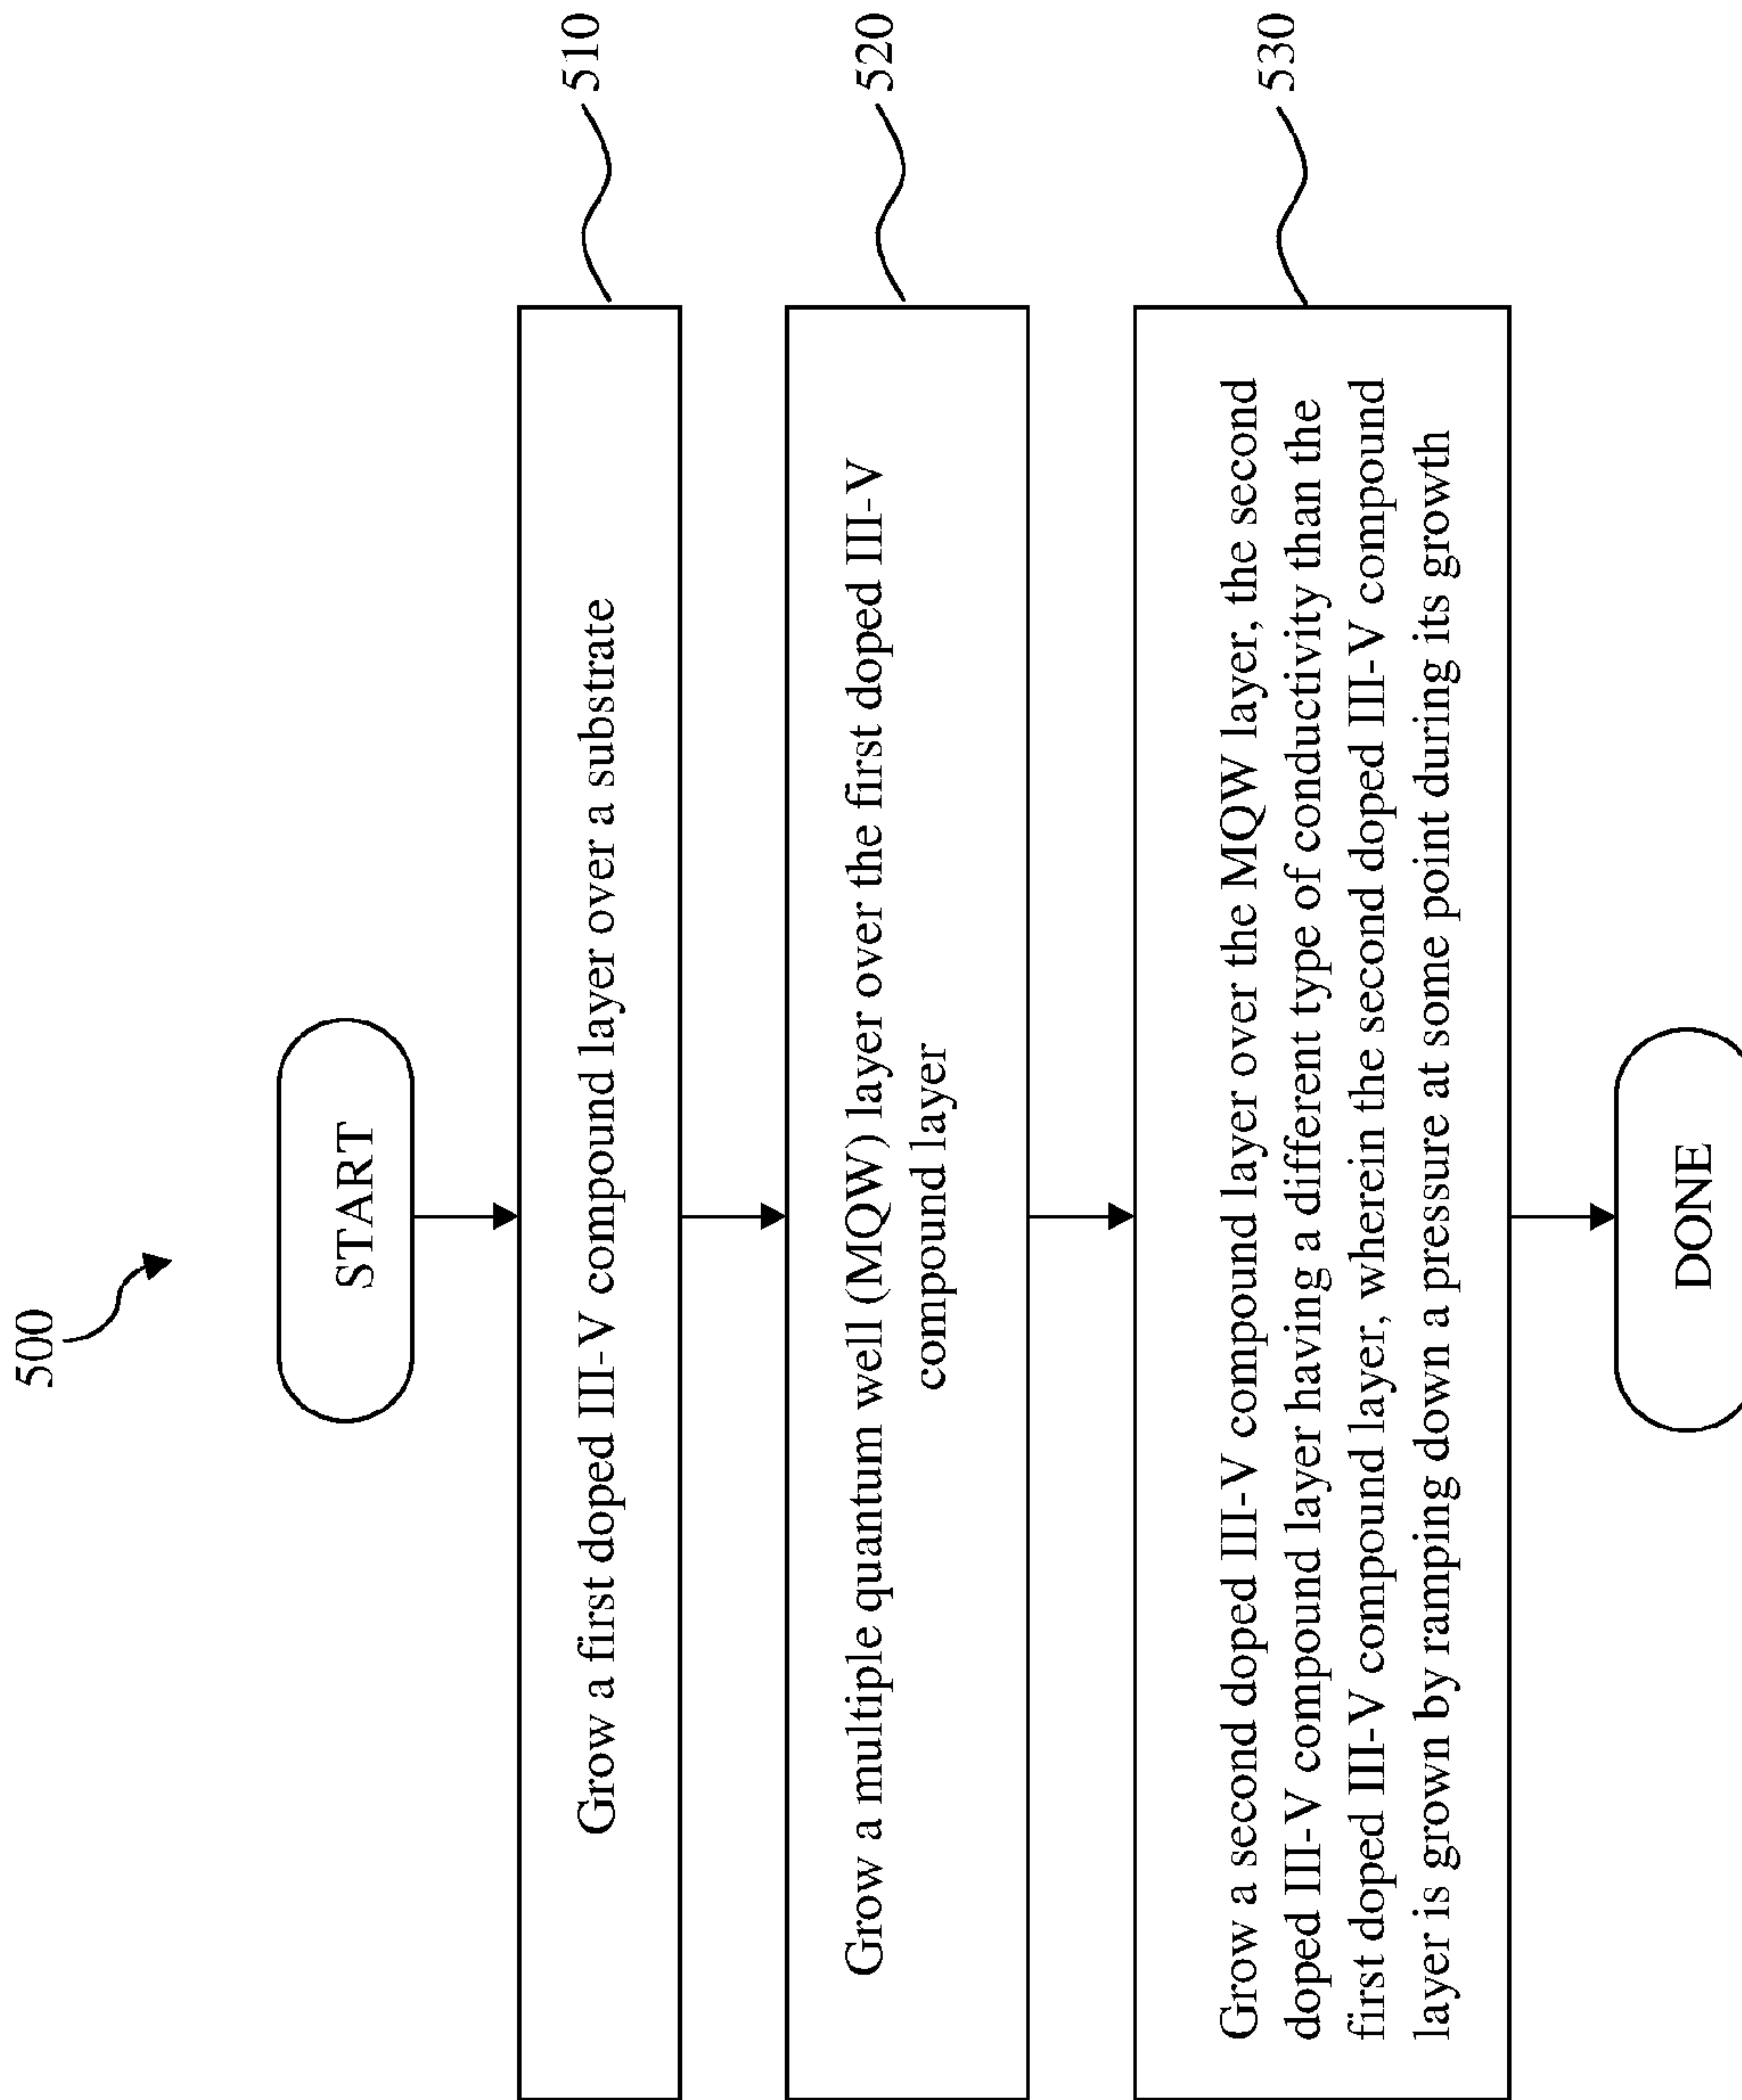 500
START
Grow a first doped III-V compound layer over a substrate
510
Grow a multiple quantum well (MQW) layer over the first doped III-V
compound layer
520
Grow a second doped III-V compound layer over the MQW layer, the second
doped III-V compound layer having a different type of conductivity than the
first doped III-V compound layer, wherein the second doped III-V compound
layer is grown by ramping down a pressure at some point during its growth
530
DONE